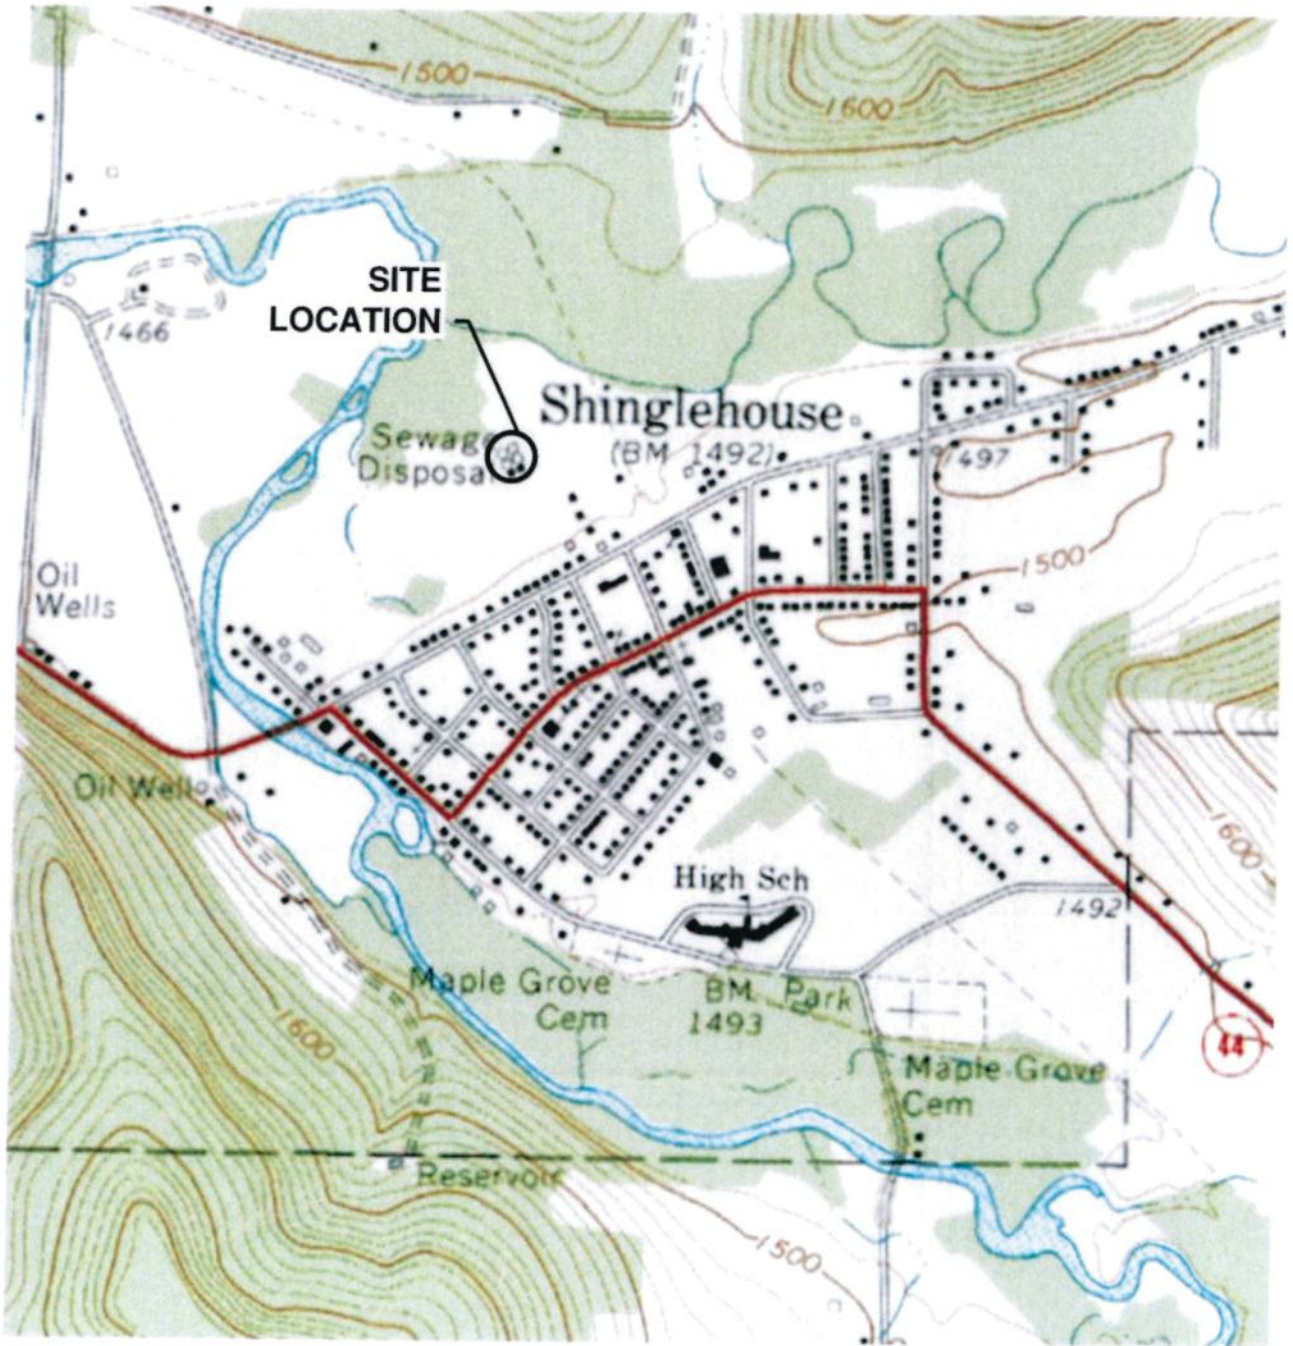 1500
1600
SITE
LOCATION
1466
Shinglehouse
(BM 1492)
Sewage
Disposal
1497
1500
Oil
Wells
Oil Well
1600
High Sch
1492
Maple Grove
Cem
BM
1493
Park
1600
44
Maple Grove
Cem
Reservoir
1500